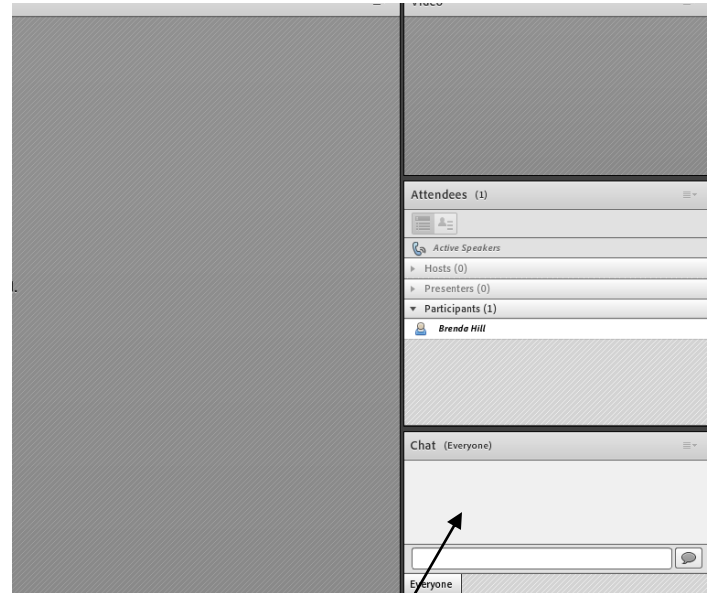 Video
Attendees (1)
Active Speakers
Hosts (0)
Presenters (0)
Participants (1)
Brenda Hill
Chat (Everyone)
Everyone